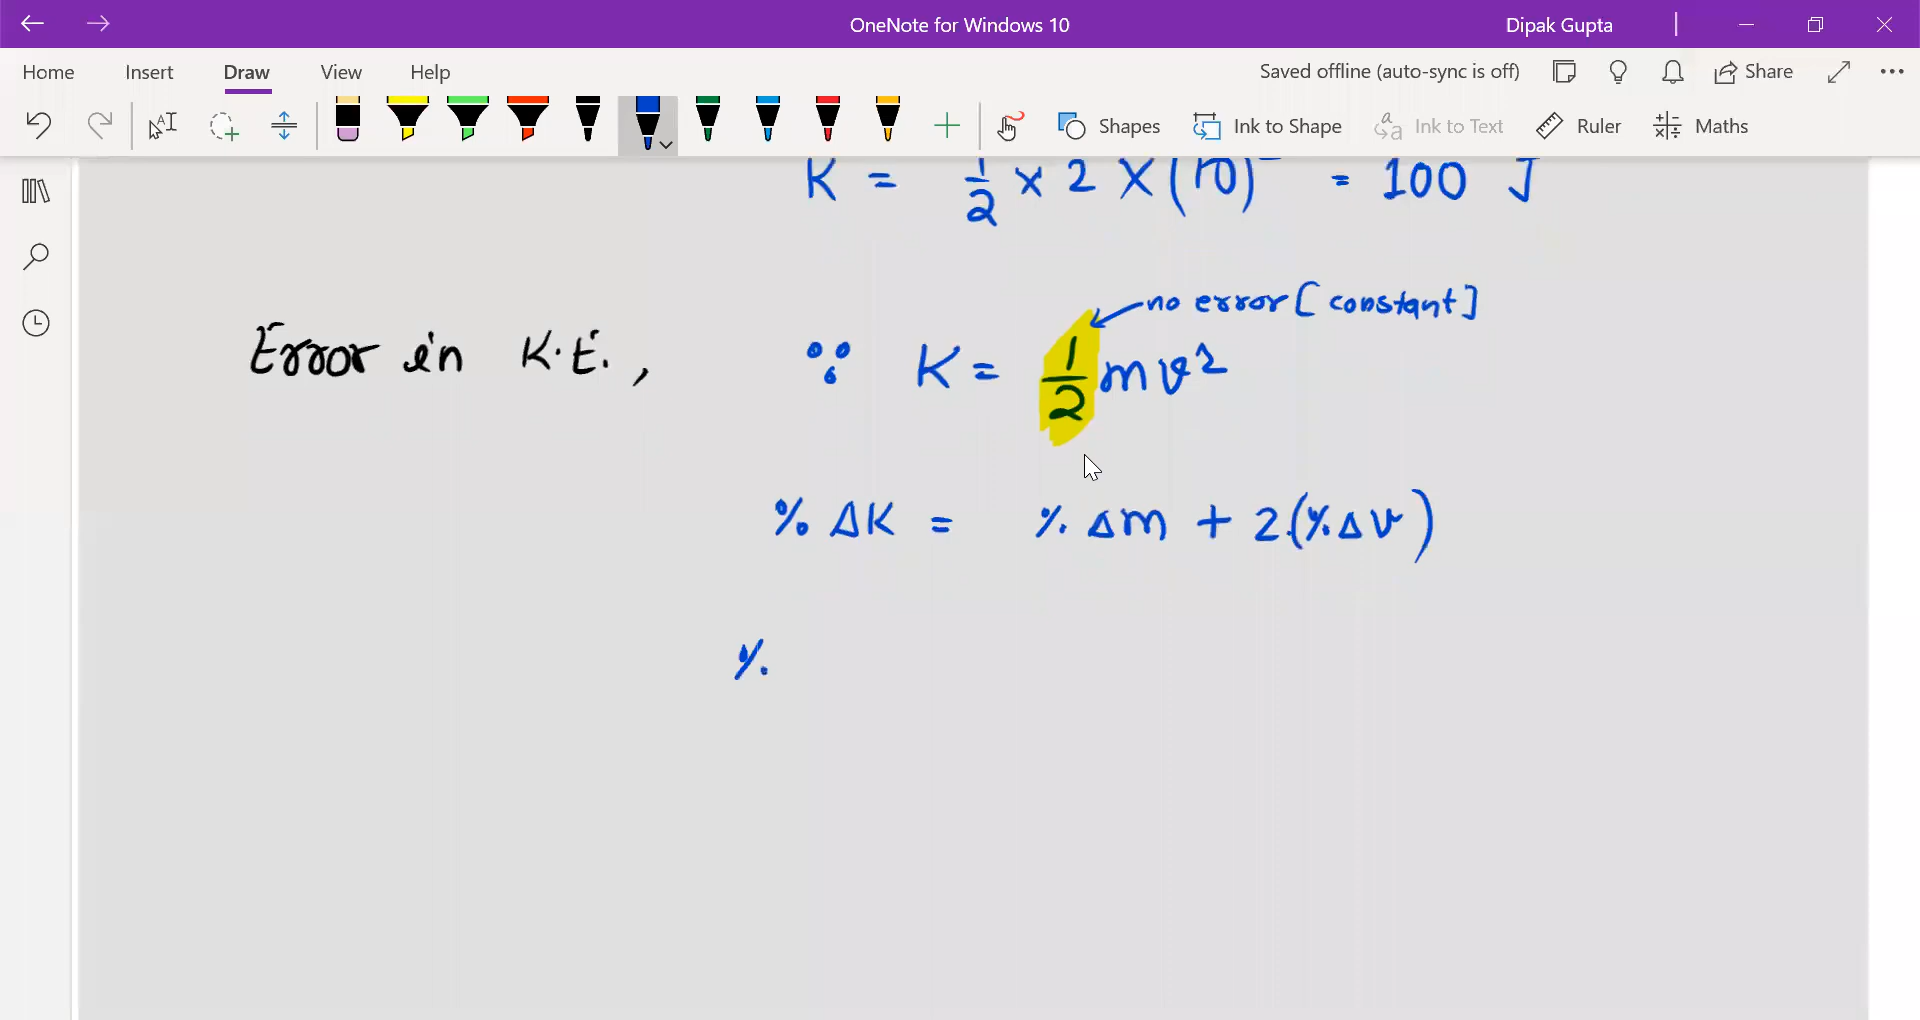 OneNote for Windows 10
Dipak Gupta
Home Insert Draw View Help
Saved offline (auto-sync is off)
Share
Shapes
Ink to Shape
Ink to Text
Ruler
Maths
K = 1/2 × 2 × (10)² = 100 J
no error [constant]
Error in K.E., ∵ K = 1/2 mv²
% ΔK = % Δm + 2.(% Δv)
%